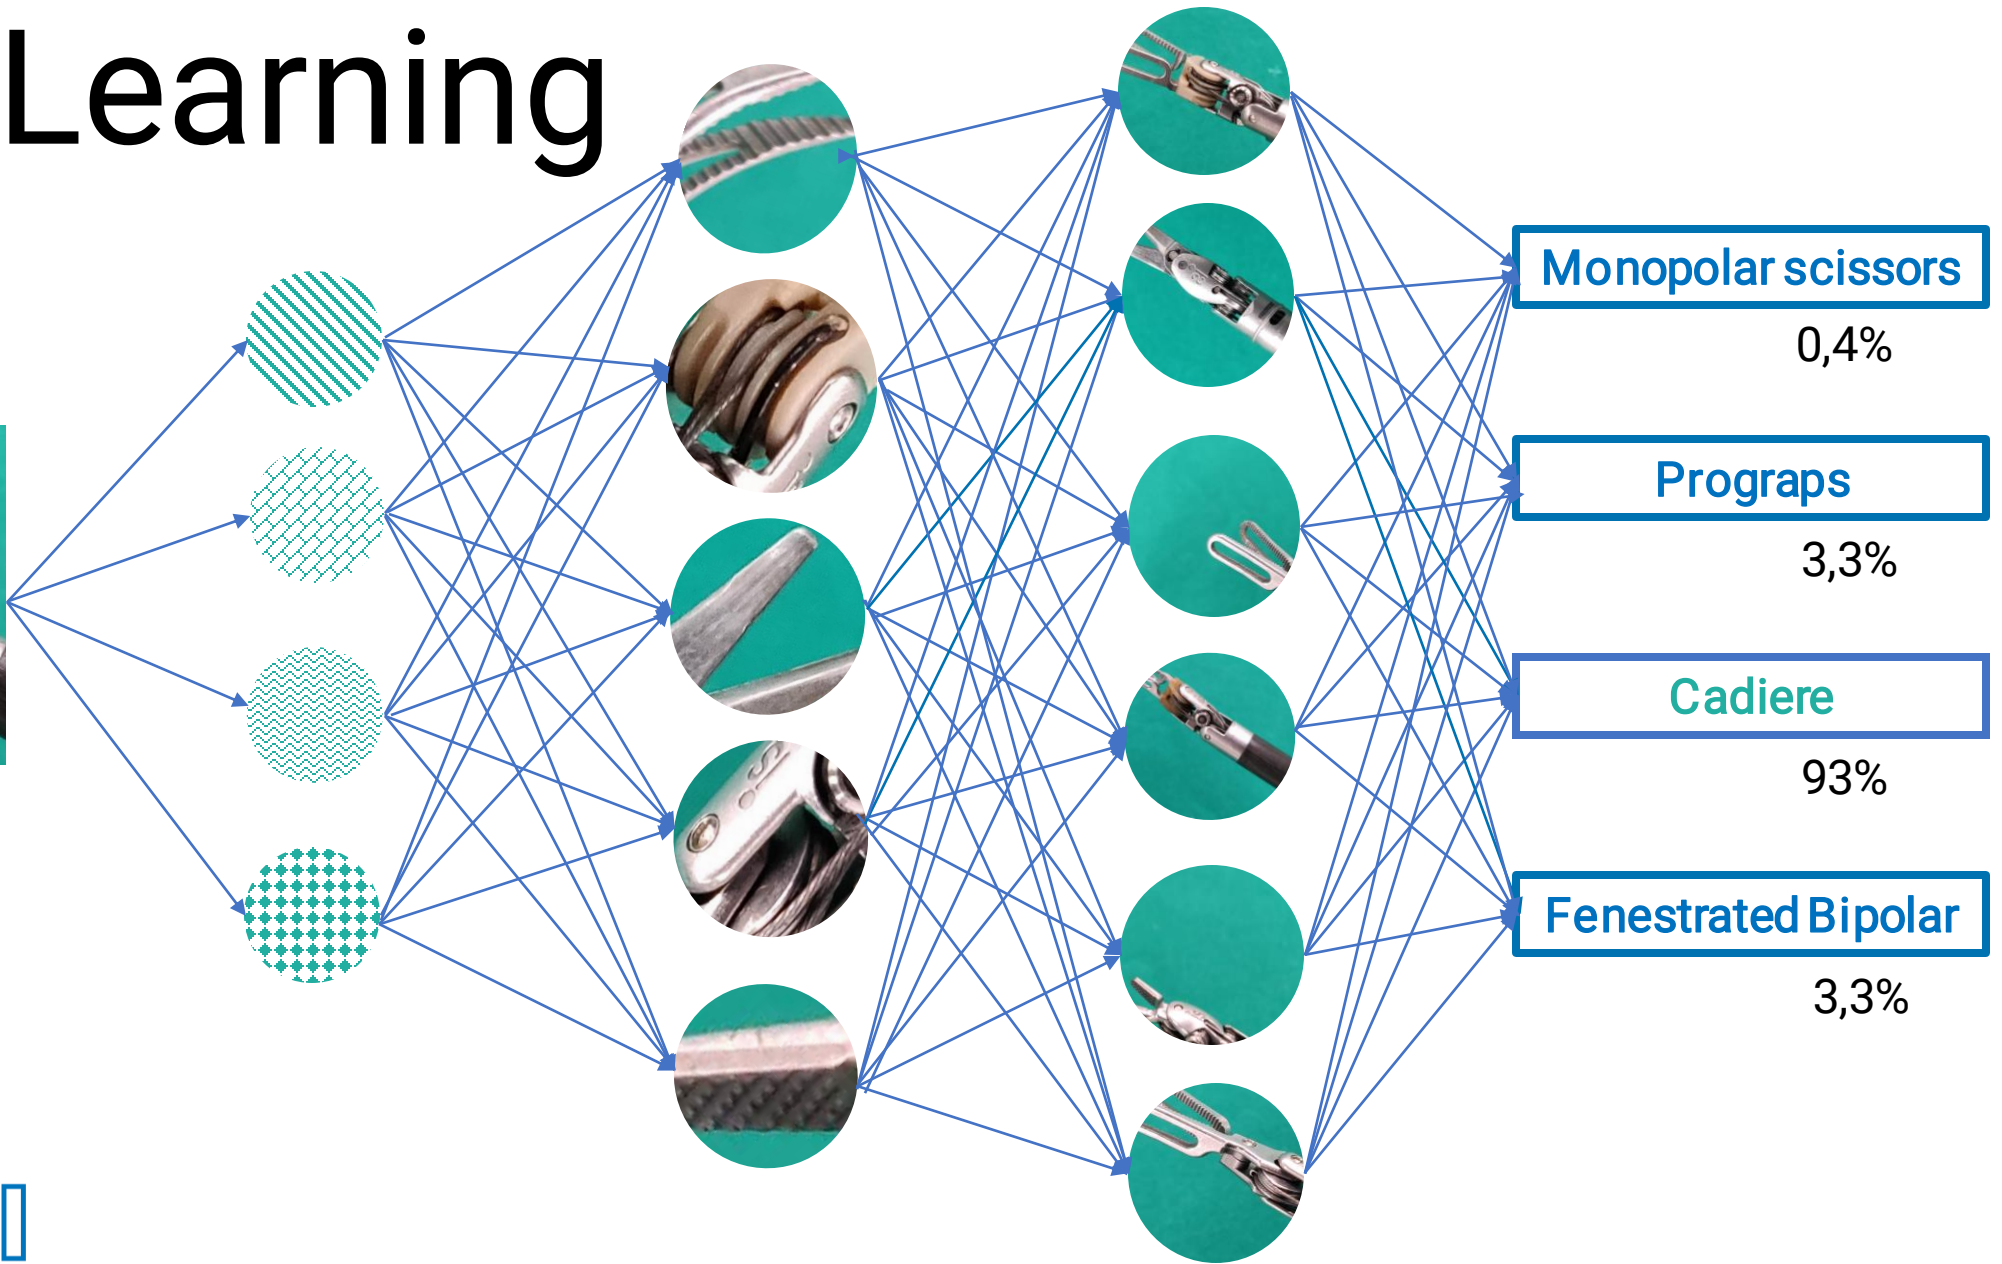 Learning
Monopolar scissors
0,4%
Prograps
3,3%
Cadiere
93%
Fenestrated Bipolar
3,3%